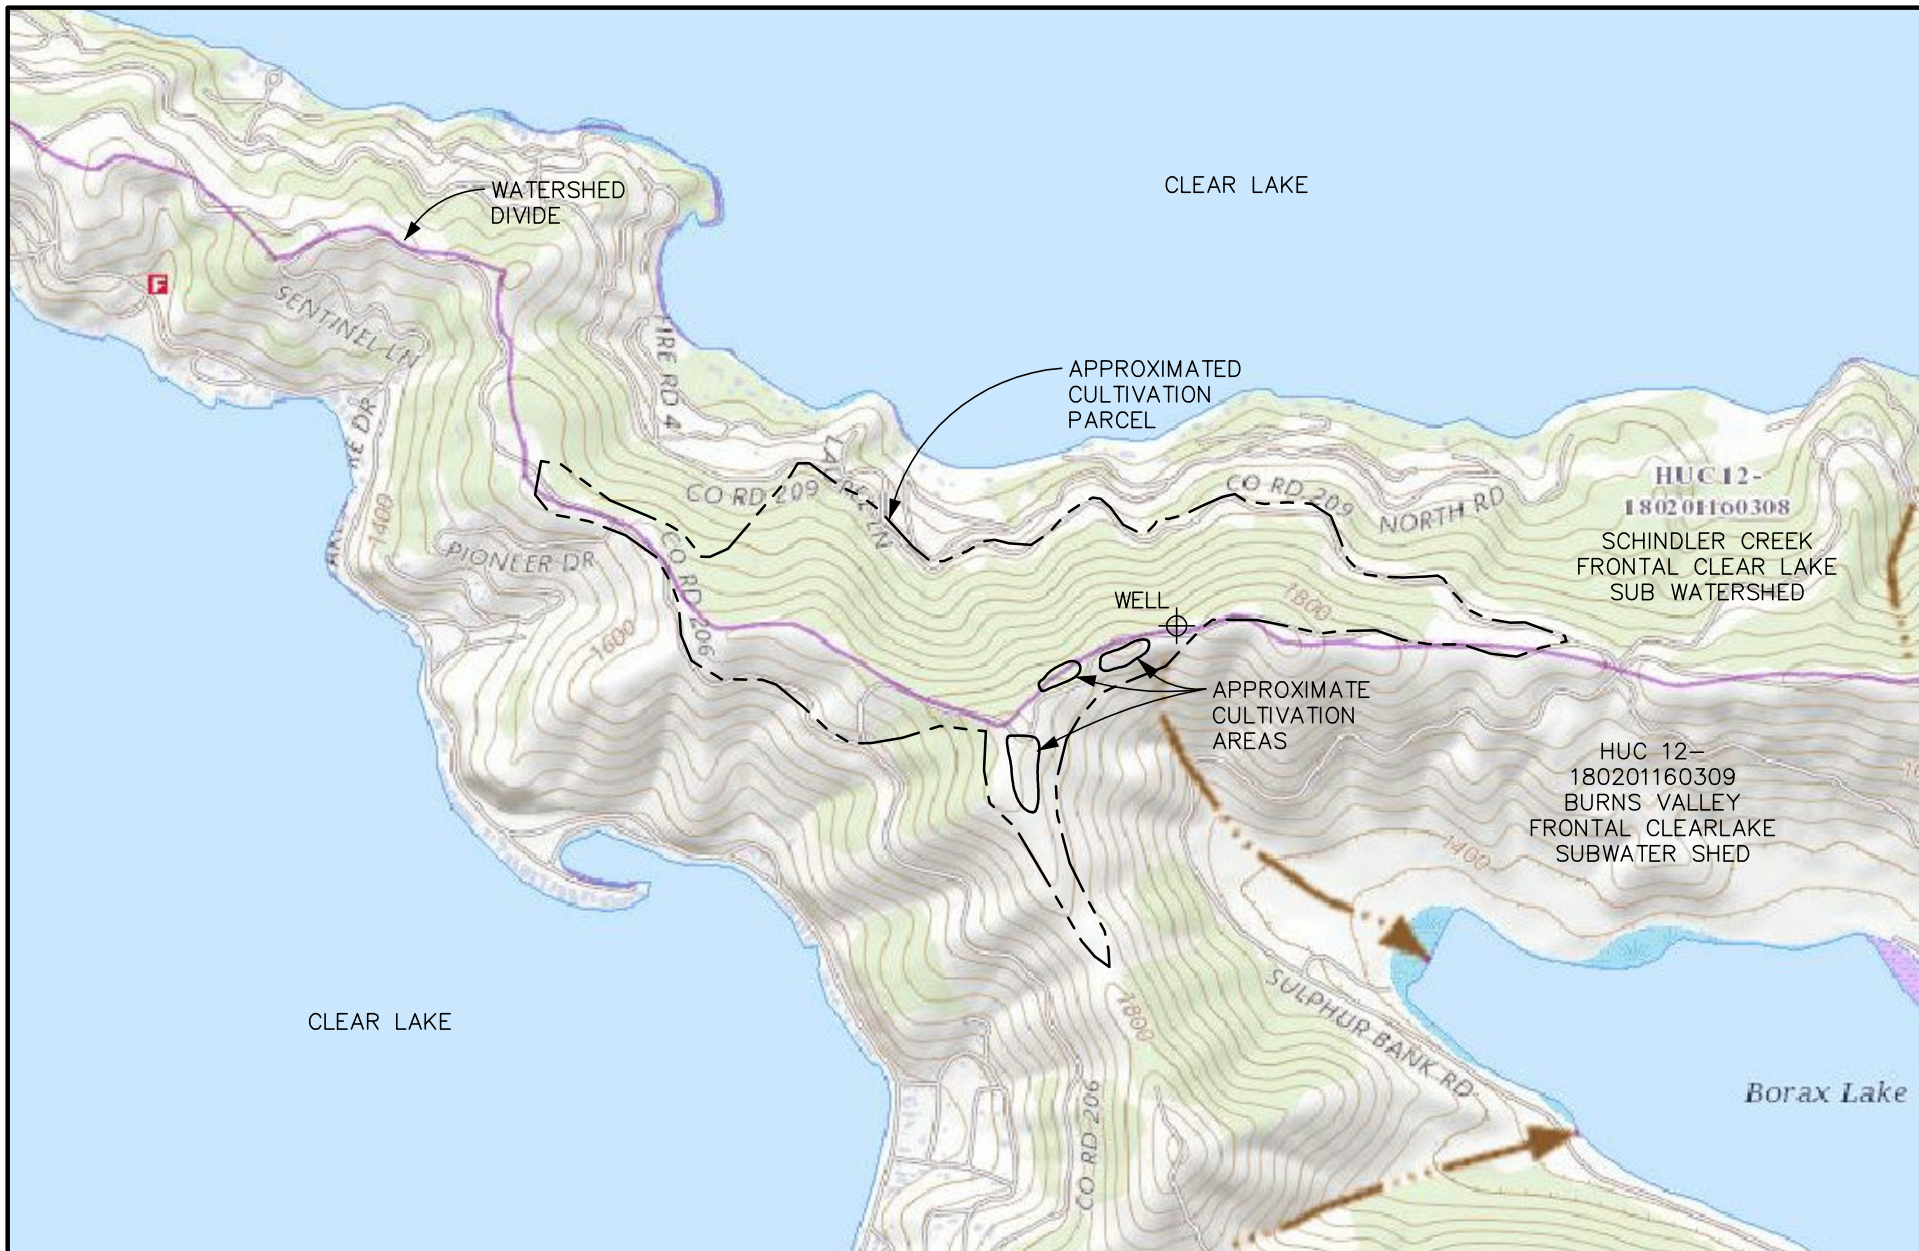 CLEAR LAKE
WATERSHED
DIVIDE
F
SENTINEL LN
APPROXIMATED
CULTIVATION
PARCEL
CO RD 209
CO RD 209
NORTH RD
HUC 12-
180201160308
SCHINDLER CREEK
FRONTAL CLEAR LAKE
SUB WATERSHED
1400
PIONEER DR
CO RD 206
WELL
1800
1600
APPROXIMATE
CULTIVATION
AREAS
HUC 12-
180201160309
BURNS VALLEY
FRONTAL CLEARLAKE
SUBWATER SHED
1400
CLEAR LAKE
1800
SULPHUR BANK RD
CO RD 206
Borax Lake